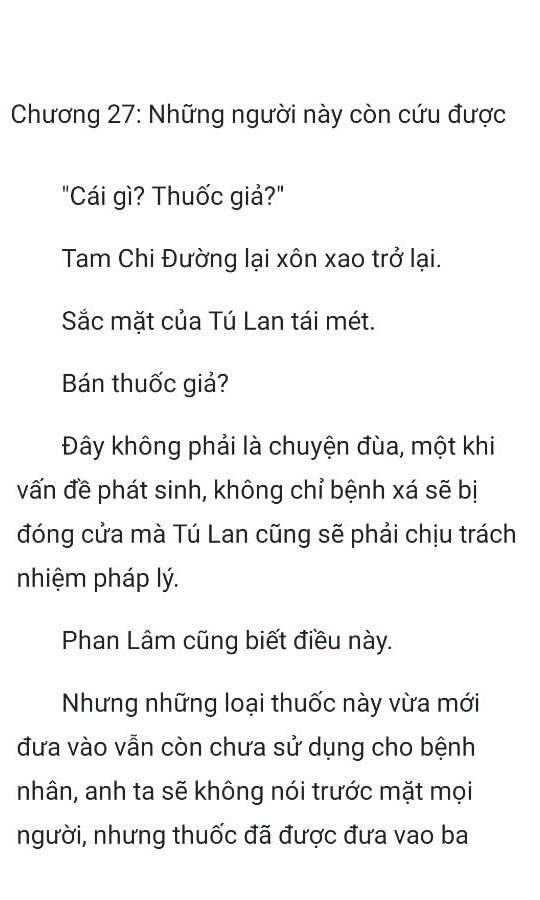 Chương 27: Những người này còn cứu được
"Cái gì? Thuốc giả?"
Tam Chi Đường lại xôn xao trở lại.
Sắc mặt của Tú Lan tái mét.
Bán thuốc giả?
Đây không phải là chuyện đùa, một khi
vấn đề phát sinh, không chỉ bệnh xá sẽ bị
đóng cửa mà Tú Lan cũng sẽ phải chịu trách
nhiệm pháp lý.
Phan Lâm cũng biết điều này.
Nhưng những loại thuốc này vừa mới
đưa vào vẫn còn chưa sử dụng cho bệnh
nhân, anh ta sẽ không nói trước mặt mọi
người, nhưng thuốc đã được đưa vao ba